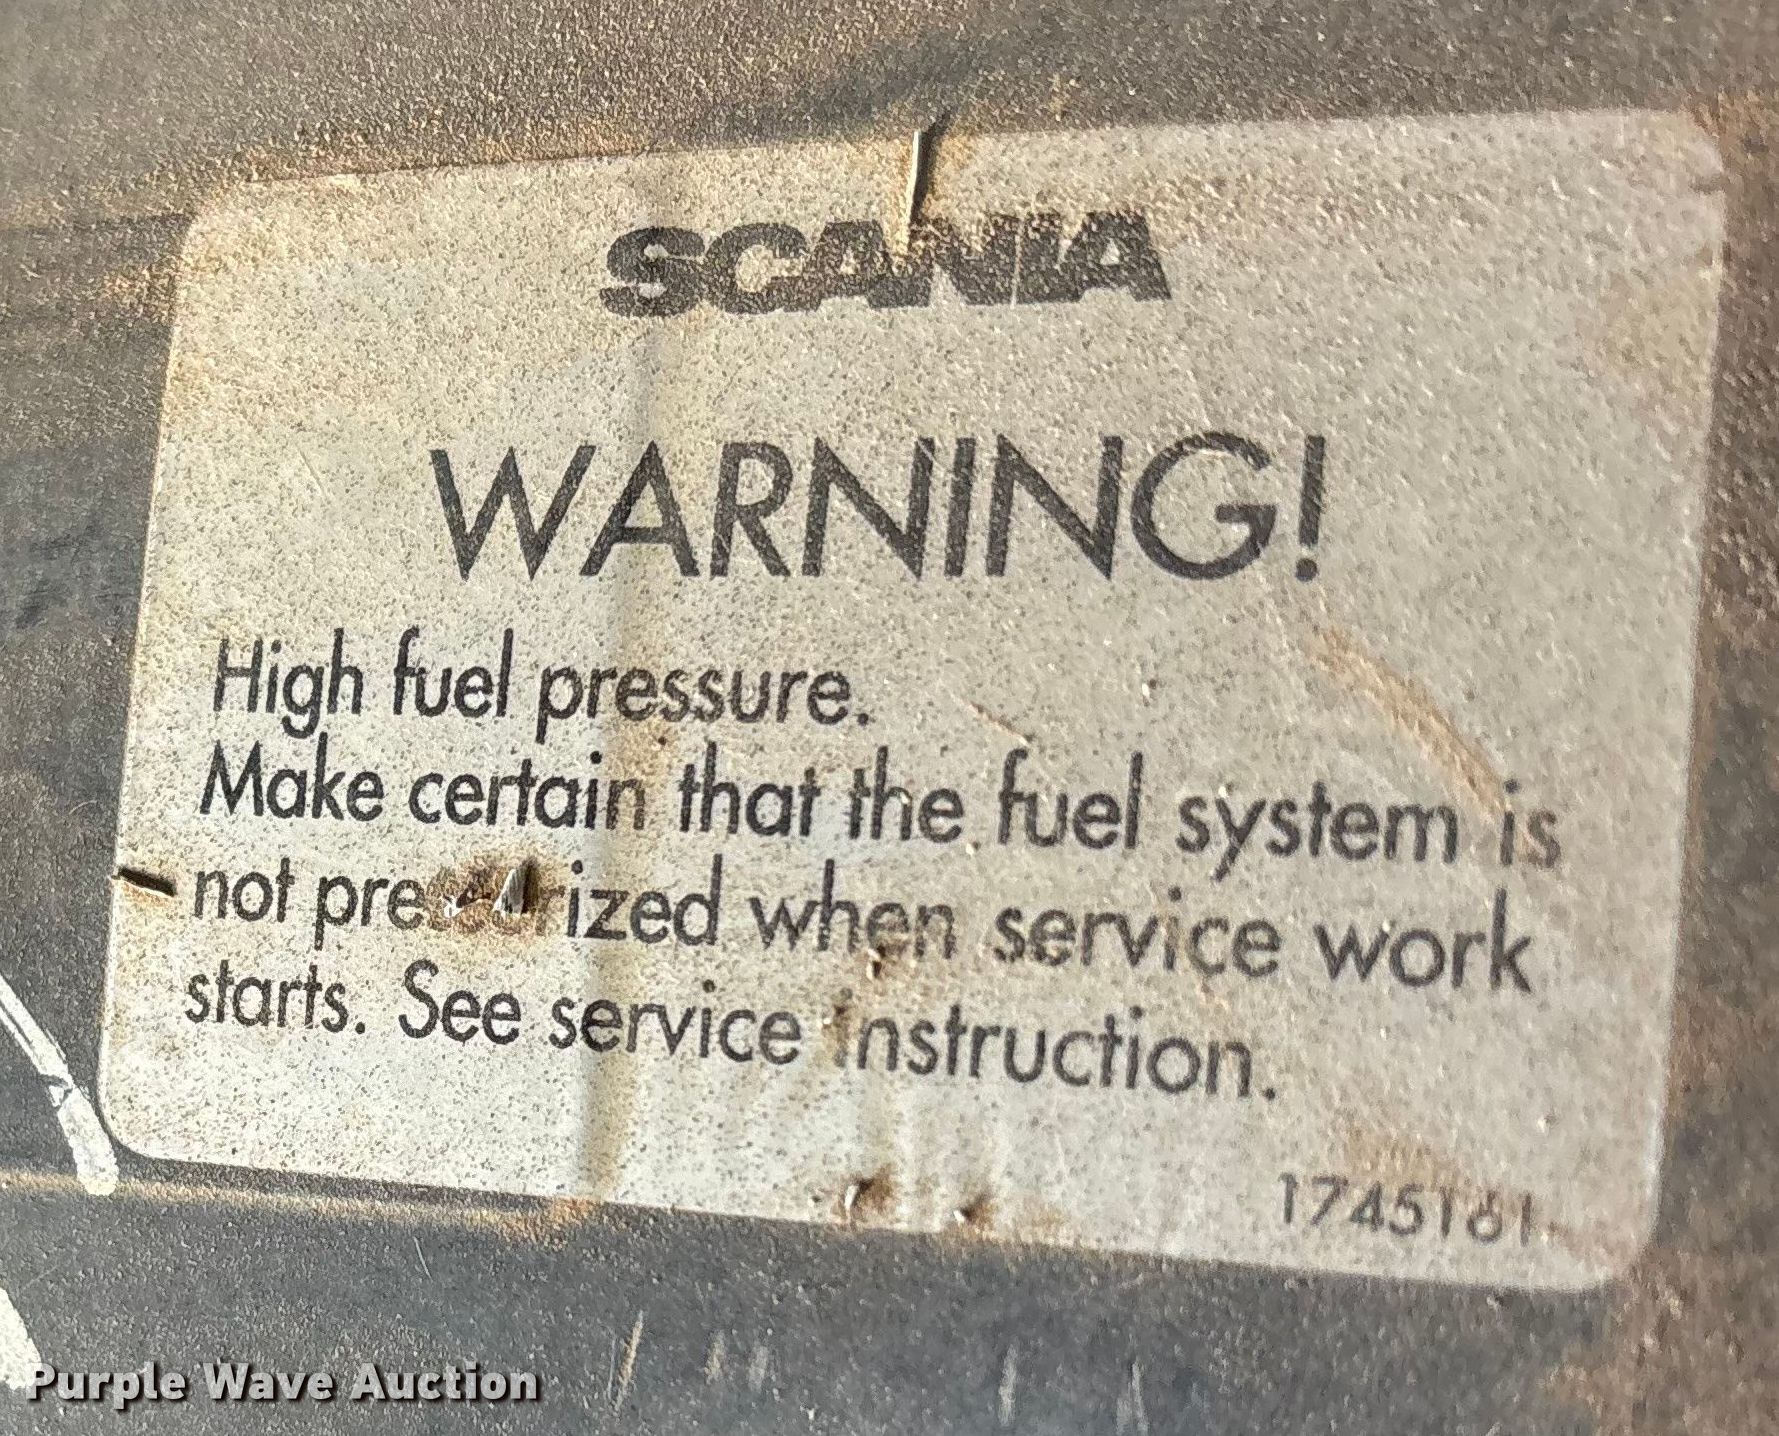 SCANIA
WARNING!
High fuel pressure.
Make certain that the fuel system is
not pressurized when service work
starts. See service instruction.
1745161
Purple Wave Auction